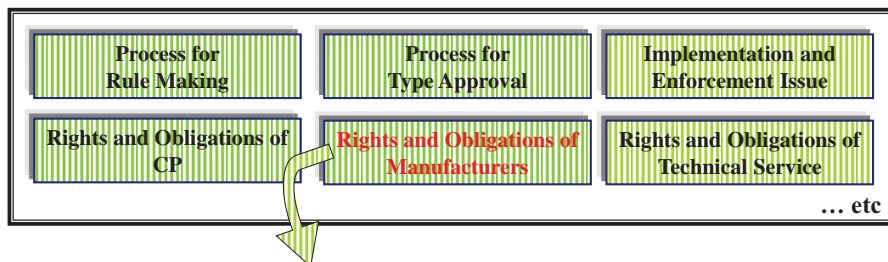 Process for
Rule Making
Process for
Type Approval
Implementation and
Enforcement Issue
Rights and Obligations of
CP
Rights and Obligations of
Manufacturers
Rights and Obligations of
Technical Service
... etc